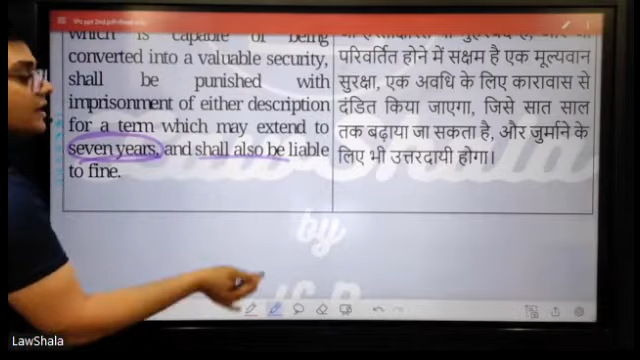 which is capable of being
converted into a valuable security,
shall be punished with
imprisonment of either description
for a term which may extend to
seven years, and shall also be liable
to fine.
परिवर्तित होने में सक्षम है एक मूल्यवान
सुरक्षा, एक अवधि के लिए कारावास से
दंडित किया जाएगा, जिसे सात साल
तक बढ़ाया जा सकता है, और जुर्माने के
लिए भी उत्तरदायी होगा।
by
LawShala